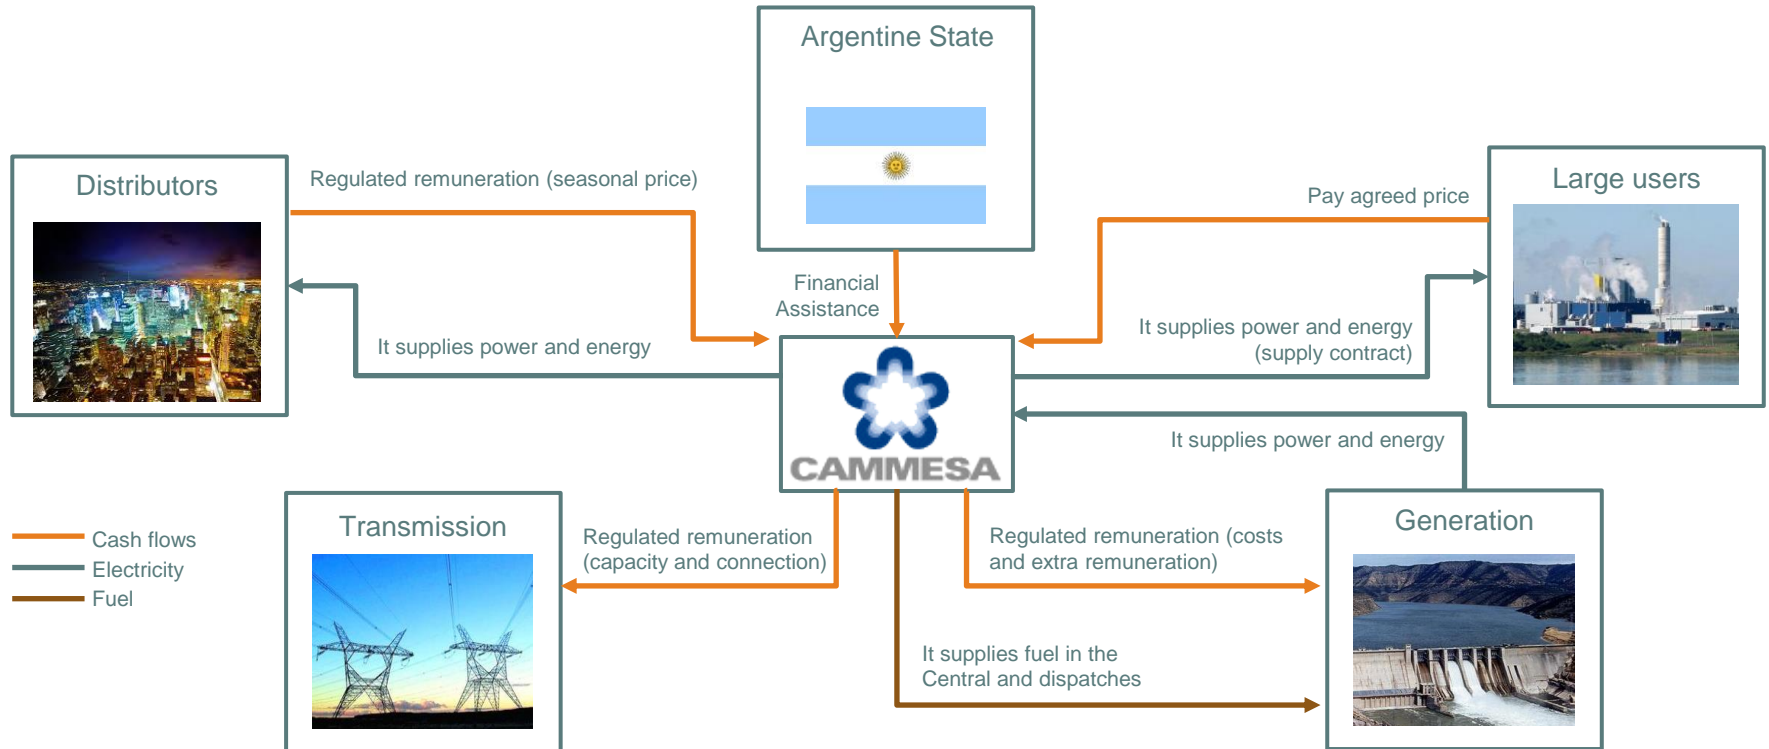 Argentine State
Distributors
Regulated remuneration (seasonal price)
Pay agreed price
Large users
Financial
Assistance
It supplies power and energy
It supplies power and energy
(supply contract)
CAMMESA
It supplies power and energy
Transmission
Regulated remuneration
(capacity and connection)
Regulated remuneration (costs
and extra remuneration)
Generation
Cash flows
Electricity
Fuel
It supplies fuel in the
Central and dispatches